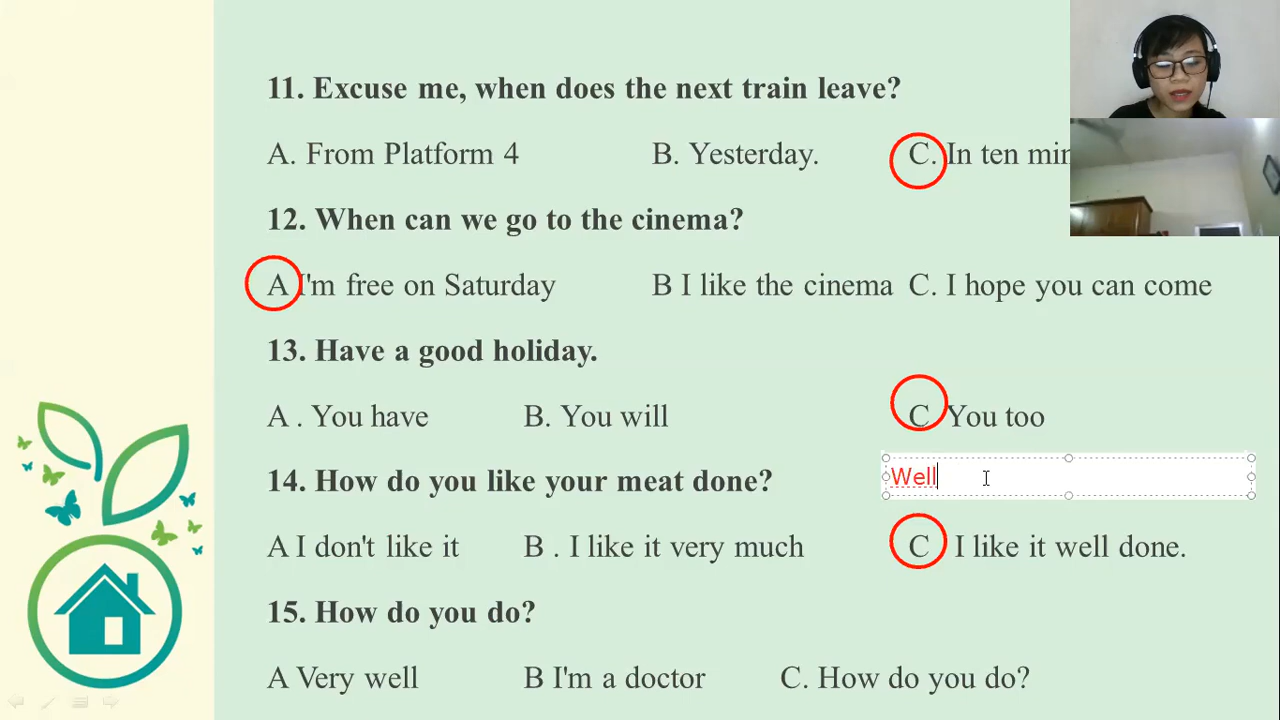 11. Excuse me, when does the next train leave?
A. From Platform 4 B. Yesterday. C. In ten
12. When can we go to the cinema?
A I'm free on Saturday B I like the cinema C. I hope you can come
13. Have a good holiday.
A . You have B. You will C You too
14. How do you like your meat done? Well
A I don't like it B . I like it very much C I like it well done.
15. How do you do?
A Very well B I'm a doctor C. How do you do?